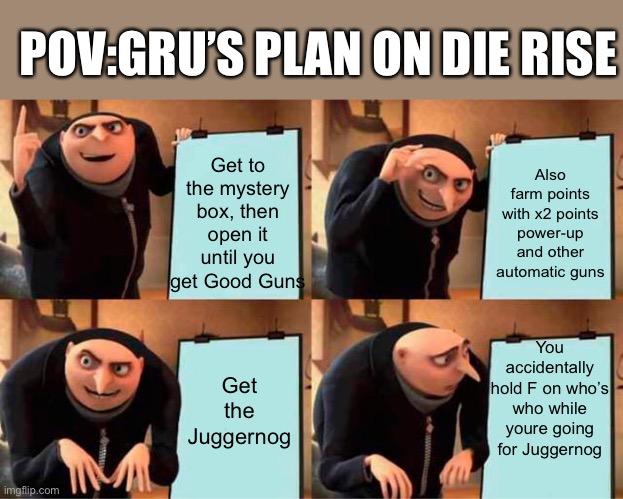 POV:GRU'S PLAN ON DIE RISE
Get to
the mystery
box, then
open it
until you
get Good Guns
Also
farm points
with x2 points
power-up
and other
automatic guns
Get
the
Juggernog
You
accidentally
hold F on who's
who while
youre going
for Juggernog
imgflip.com